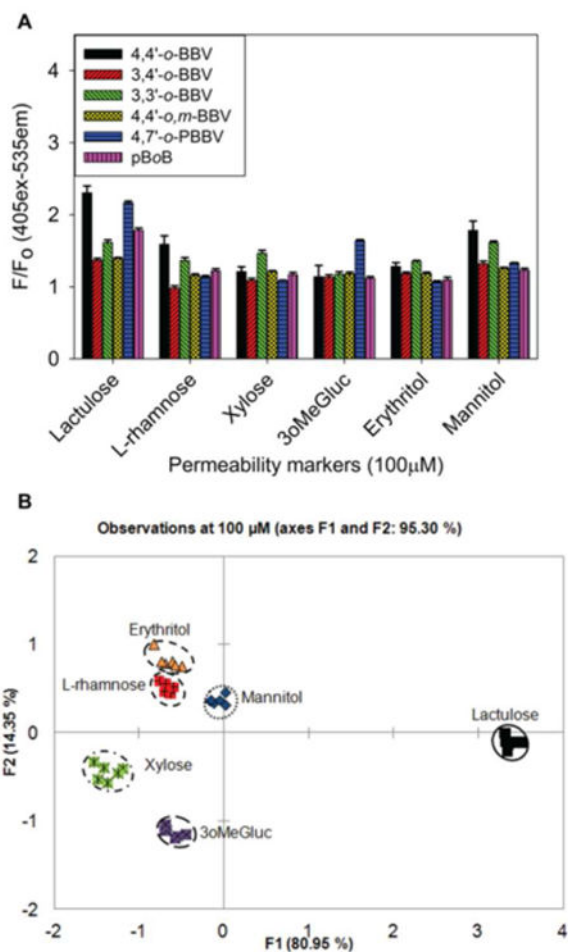 A
4,4'-o-BBV
3,4'-o-BBV
3,3'-o-BBV
4,4'-o,m-BBV
4,7'-o-PBBV
pBoB
F/FO (405ex-535em)
4
3
2
1
0
Lactulose
L-rhamnose
Xylose
3oMeGluc
Erythritol
Mannitol
Permeability markers (100μM)
B
Observations at 100 μM (axes F1 and F2: 95.30 %)
F2 (14.35 %)
2
1
0
-1
-2
Erythritol
L-rhamnose
Mannitol
Lactulose
Xylose
3oMeGluc
-2
-1
0
1
2
3
4
F1 (80.95 %)